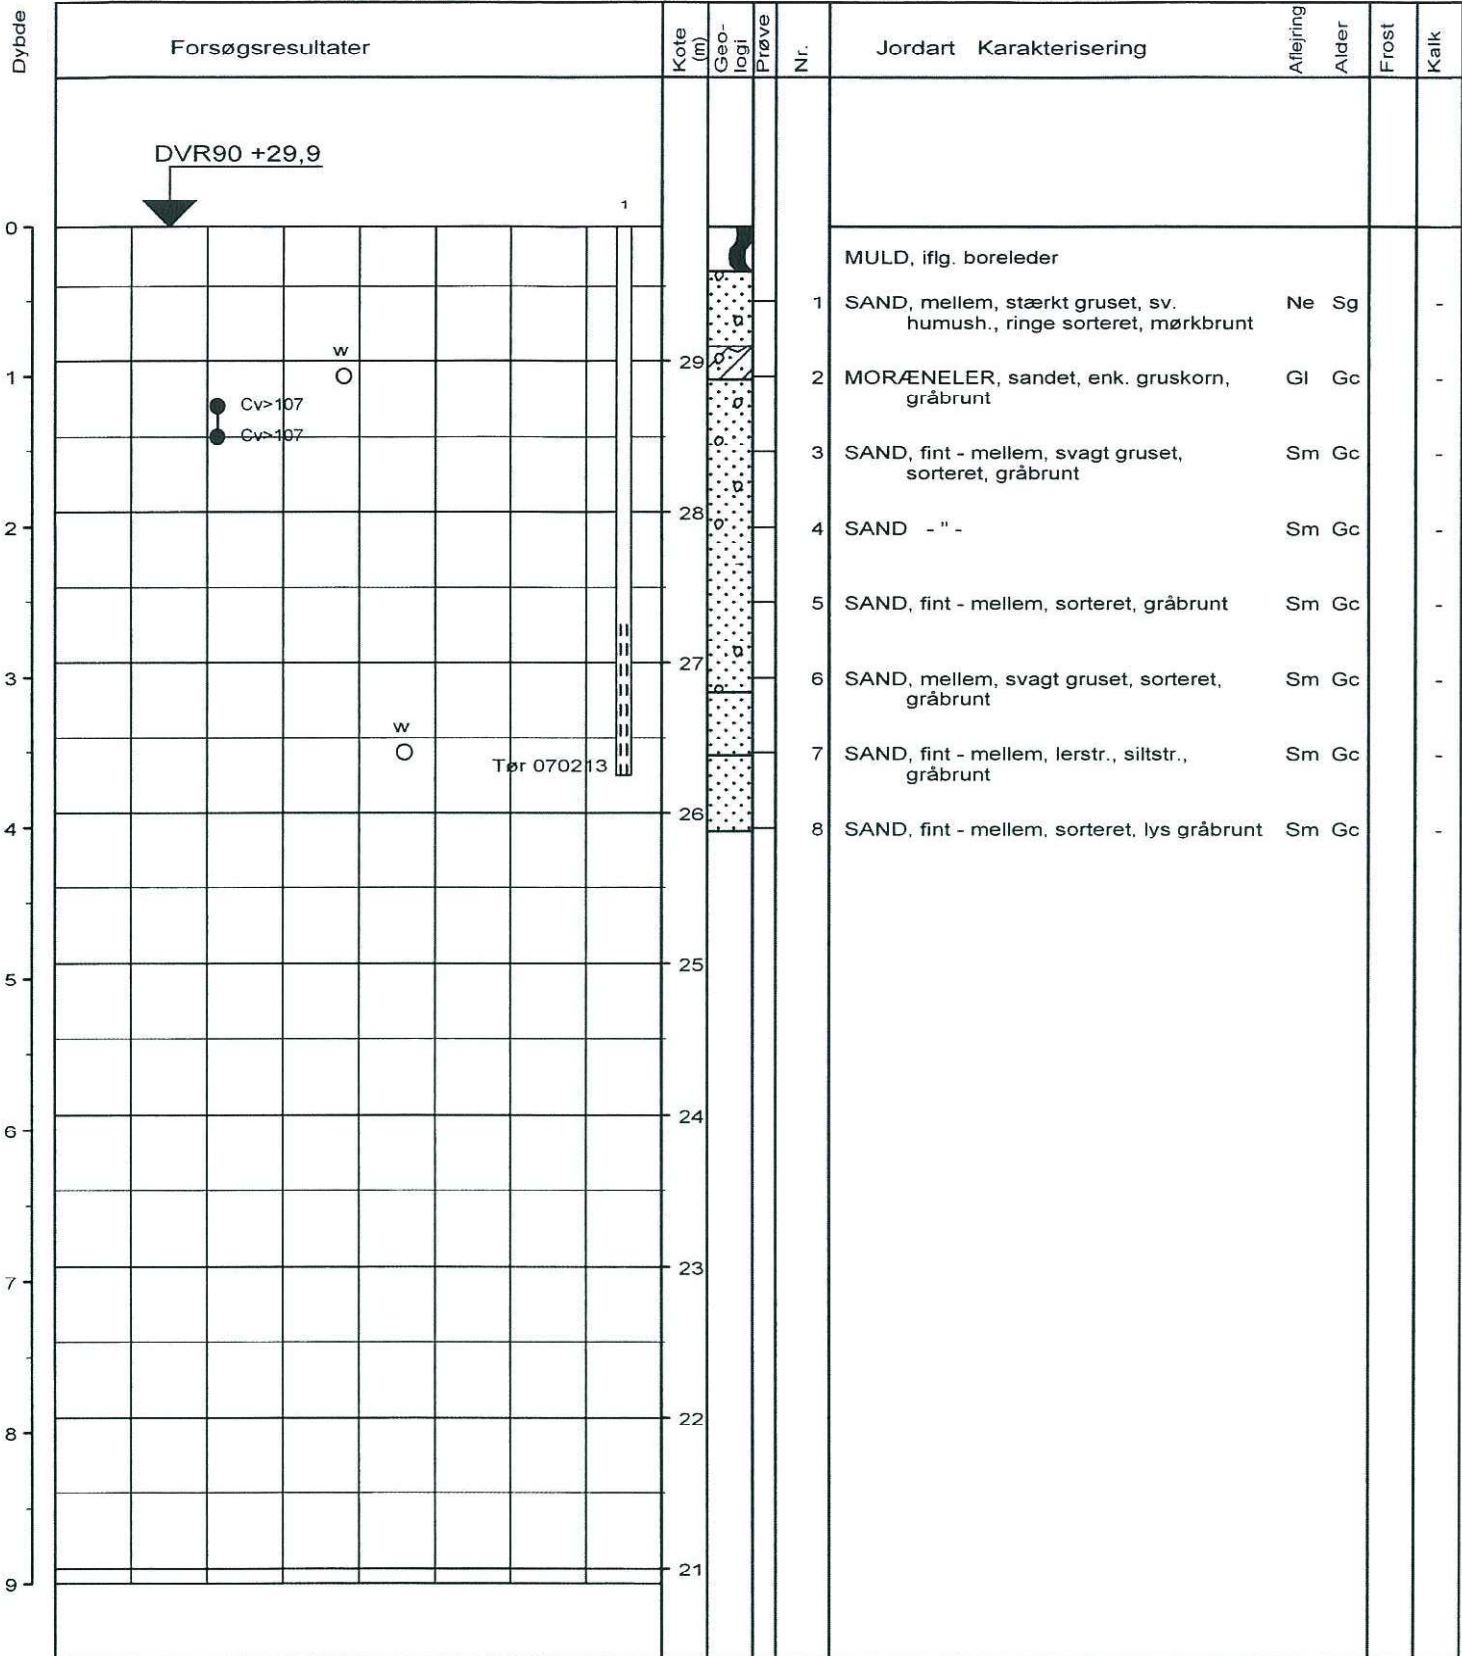 Dybde
Forsøgsresultater
Kote
(m)
Geo-
logi
Prøve
Nr.
Jordart Karakterisering
Aflejring
Alder
Frost
Kalk
DVR90 +29,9
1
0
MULD, iflg. boreleder
1 SAND, mellem, stærkt gruset, sv. Ne Sg -
humush., ringe sorteret, mørkbrunt
w
29
1
2 MORÆNELER, sandet, enk. gruskorn, Gl Gc -
gråbrunt
Cv>107
Cv>107
3 SAND, fint - mellem, svagt gruset, Sm Gc -
sorteret, gråbrunt
28
2
4 SAND - " - Sm Gc -
5 SAND, fint - mellem, sorteret, gråbrunt Sm Gc -
27
3
6 SAND, mellem, svagt gruset, sorteret, Sm Gc -
gråbrunt
w
7 SAND, fint - mellem, lerstr., siltstr., Sm Gc -
gråbrunt
Tør 070213
26
4
8 SAND, fint - mellem, sorteret, lys gråbrunt Sm Gc -
25
5
24
6
23
7
22
8
21
9